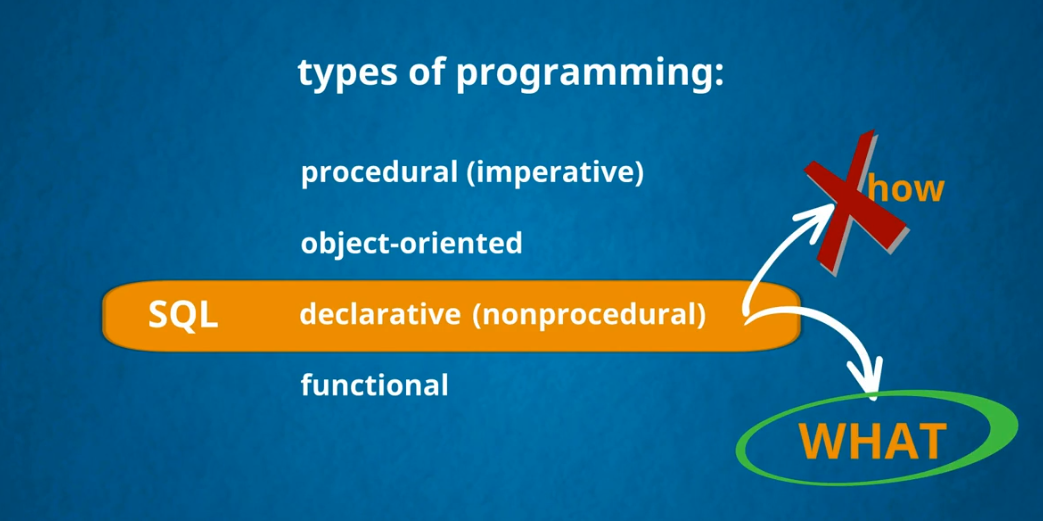 types of programming:
procedural (imperative)
how
object-oriented
SQL declarative (nonprocedural)
functional
WHAT